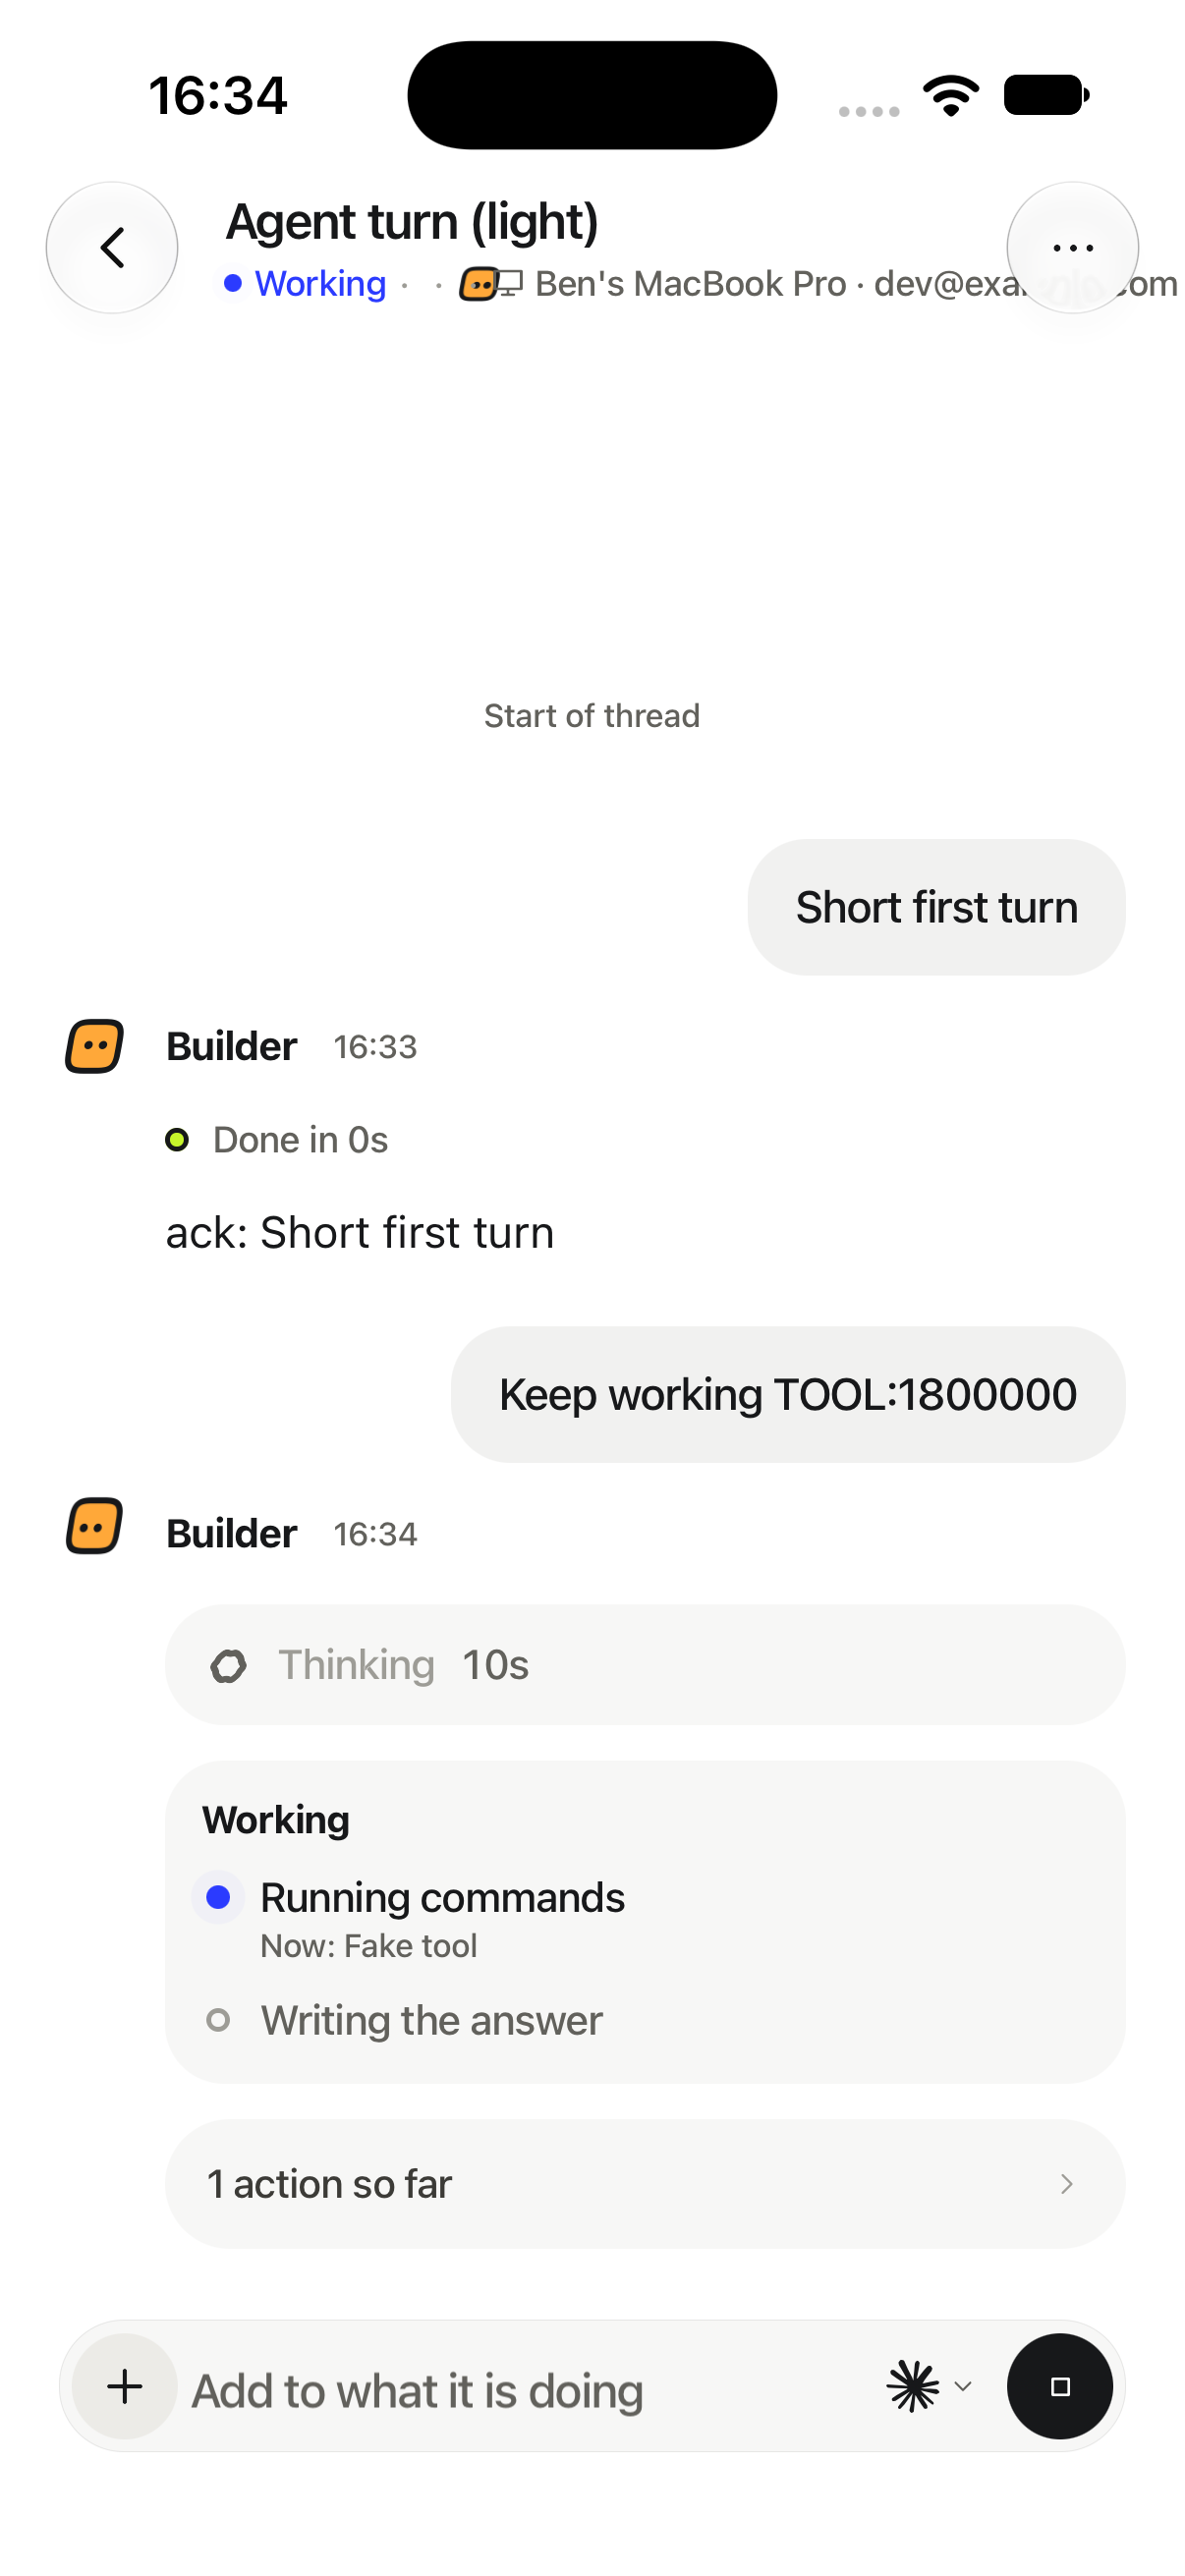 16:34
Agent turn (light)
Working · · Ben's MacBook Pro · dev@exa
Short first turn
Start of thread
Builder 16:33
Done in 0s
ack: Short first turn
Keep working TOOL:1800000
Builder 16:34
Thinking 10s
Working
Running commands
Now: Fake tool
Writing the answer
1 action so far
Add to what it is doing